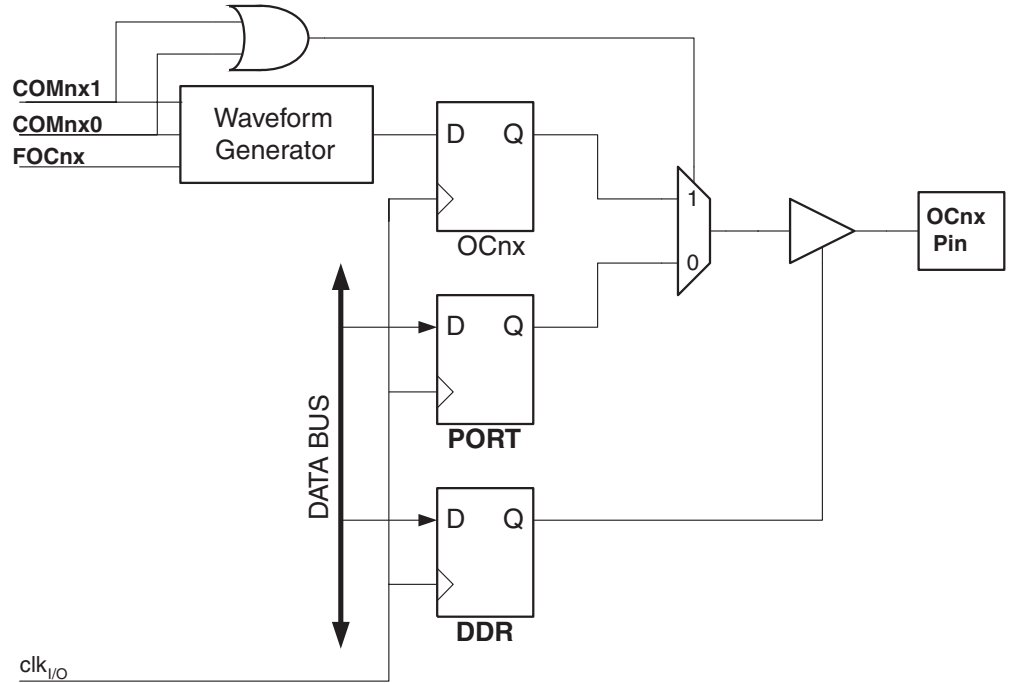 COMnx1
COMnx0
FOCnx
Waveform
Generator
D Q
OCnx
1
0
OCnx
Pin
D Q
PORT
D Q
DDR
DATA BUS
clkI/O